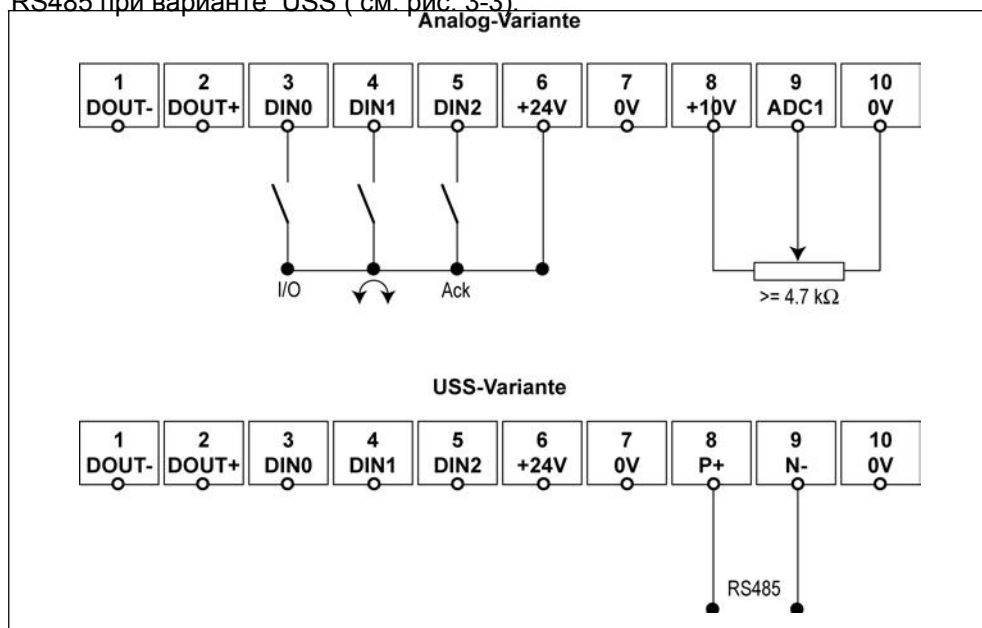 RS485 при варианте USS ( см. рис. 3-3).
Analog-Variante
1 2 3 4 5 6 7 8 9 10
DOUT- DOUT+ DIN0 DIN1 DIN2 +24V 0V +10V ADC1 0V
I/O Ack >= 4.7 kΩ
USS-Variante
1 2 3 4 5 6 7 8 9 10
DOUT- DOUT+ DIN0 DIN1 DIN2 +24V 0V P+ N- 0V
RS485